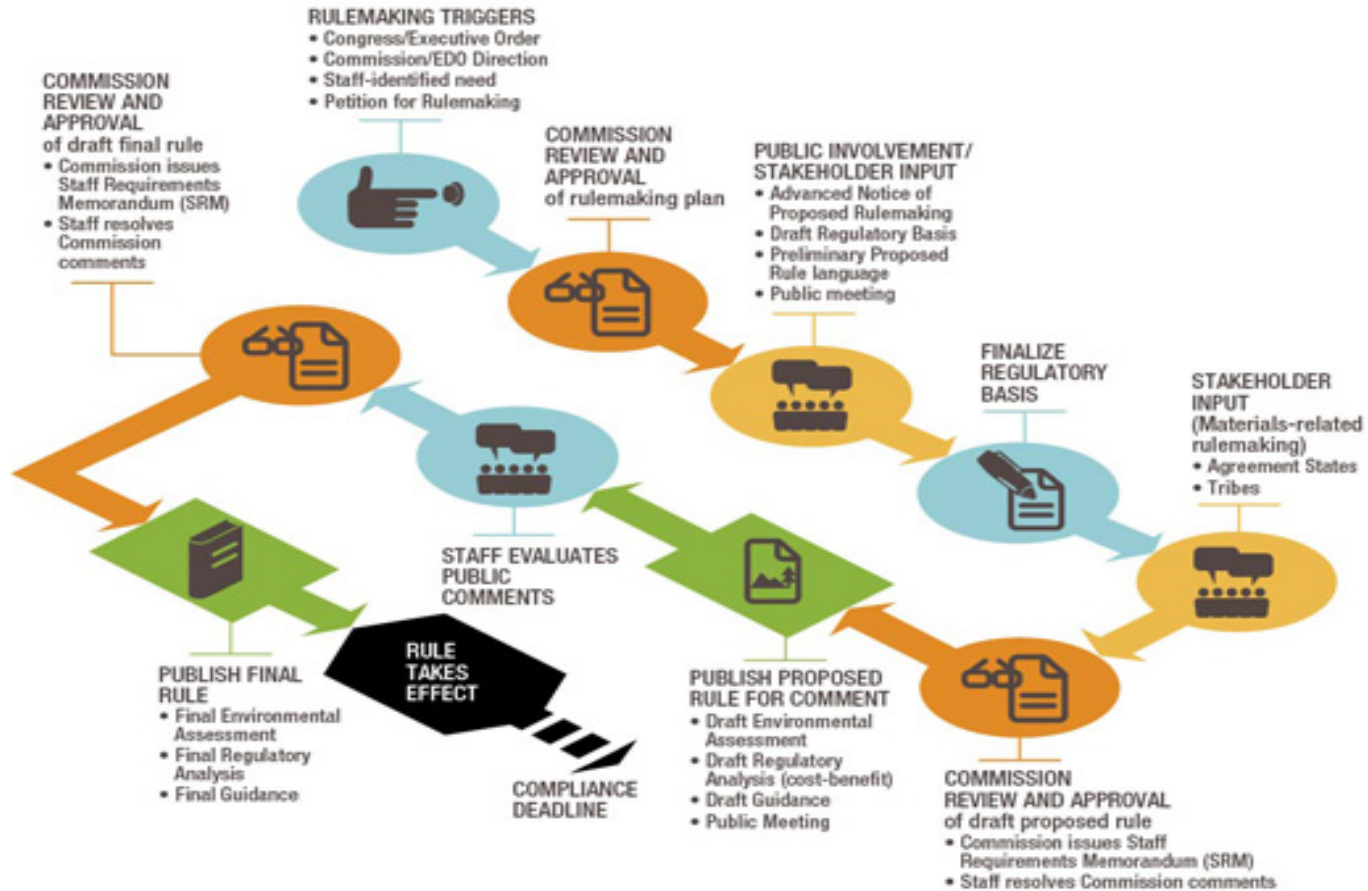 RULEMAKING TRIGGERS
• Congress/Executive Order
• Commission/EDO Direction
• Staff-identified need
• Petition for Rulemaking
COMMISSION
REVIEW AND
APPROVAL
of rulemaking plan
PUBLIC INVOLVEMENT/
STAKEHOLDER INPUT
• Advanced Notice of
Proposed Rulemaking
• Draft Regulatory Basis
• Preliminary Proposed
Rule language
• Public meeting
FINALIZE
REGULATORY
BASIS
STAKEHOLDER
INPUT
(Materials-related
rulemaking)
• Agreement States
• Tribes
COMMISSION
REVIEW AND APPROVAL
of draft proposed rule
• Commission issues Staff
Requirements Memorandum (SRM)
• Staff resolves Commission comments
PUBLISH PROPOSED
RULE FOR COMMENT
• Draft Environmental
Assessment
• Draft Regulatory
Analysis (cost-benefit)
• Draft Guidance
• Public Meeting
STAFF EVALUATES
PUBLIC
COMMENTS
COMMISSION
REVIEW AND
APPROVAL
of draft final rule
• Commission issues
Staff Requirements
Memorandum (SRM)
• Staff resolves
Commission
comments
PUBLISH FINAL
RULE
• Final Environmental
Assessment
• Final Regulatory
Analysis
• Final Guidance
RULE
TAKES
EFFECT
COMPLIANCE
DEADLINE